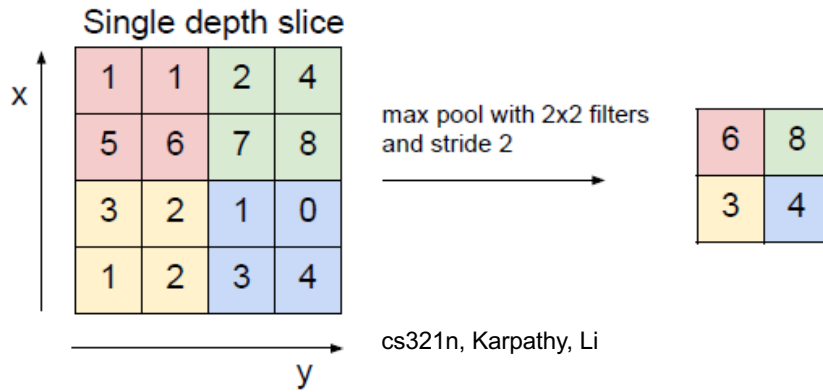 Single depth slice
x
1 1 2 4
5 6 7 8
3 2 1 0
1 2 3 4
y
max pool with 2x2 filters
and stride 2
6 8
3 4
cs321n, Karpathy, Li